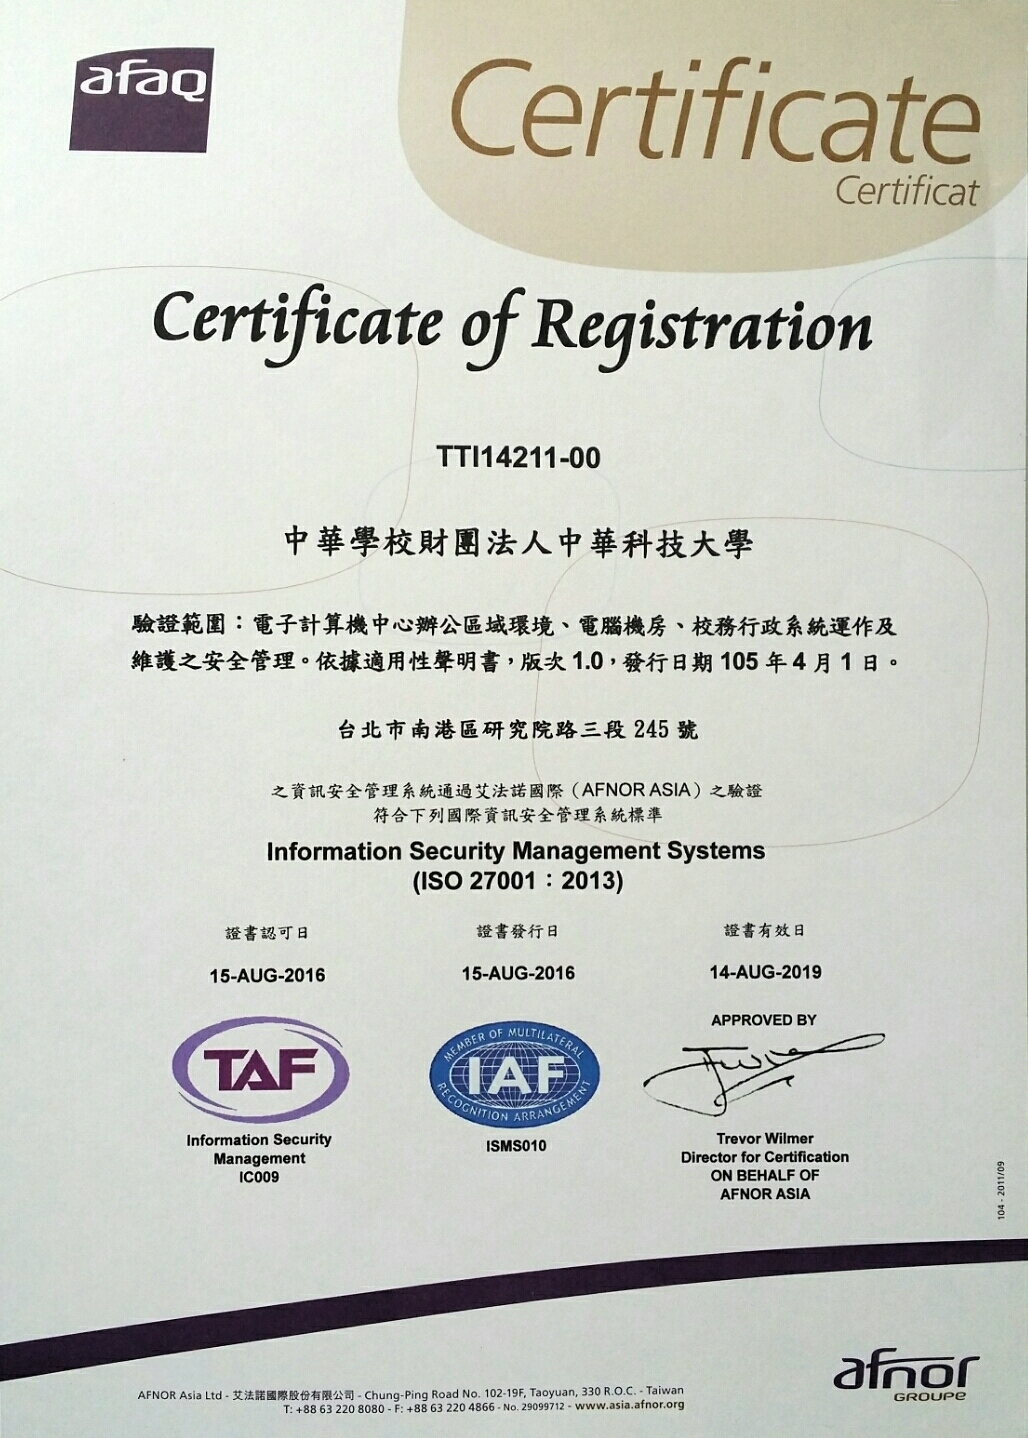 afaq
Certificate
Certificat
Certificate of Registration
TTI14211-00
中華學校財團法人中華科技大學
驗證範圍：電子計算機中心辦公區域環境、電腦機房、校務行政系統運作及
維護之安全管理。依據適用性聲明書，版次 1.0，發行日期 105 年 4 月 1 日。
台北市南港區研究院路三段 245 號
之資訊安全管理系統通過艾法諾國際（AFNOR ASIA）之驗證
符合下列國際資訊安全管理系統標準
Information Security Management Systems
(ISO 27001：2013)
證書認可日 證書發行日 證書有效日
15-AUG-2016 15-AUG-2016 14-AUG-2019
TAF
Information Security
Management
IC009
MEMBER OF MULTILATERAL
IAF
RECOGNITION ARRANGEMENT
ISMS010
APPROVED BY
Trevor Wilmer
Director for Certification
ON BEHALF OF
AFNOR ASIA
104 - 2011/09
afnor
GROUPE
AFNOR Asia Ltd - 艾法諾國際股份有限公司 - Chung-Ping Road No. 102-19F, Taoyuan, 330 R.O.C. - Taiwan
T: +88 63 220 8080 - F: +88 63 220 4866 - No. 29099712 - www.asia.afnor.org